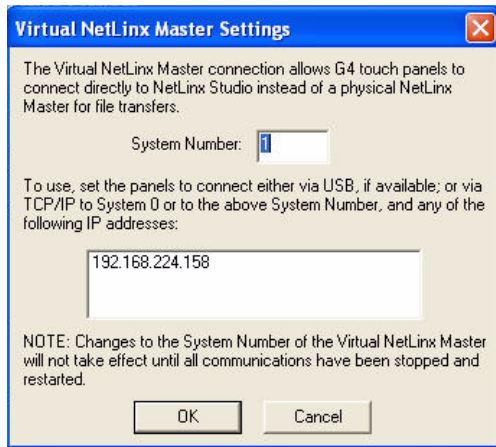 Virtual NetLinx Master Settings
The Virtual NetLinx Master connection allows G4 touch panels to
connect directly to NetLinx Studio instead of a physical NetLinx
Master for file transfers.
System Number: 1
To use, set the panels to connect either via USB, if available; or via
TCP/IP to System 0 or to the above System Number, and any of the
following IP addresses:
192.168.224.158
NOTE: Changes to the System Number of the Virtual NetLinx Master
will not take effect until all communications have been stopped and
restarted.
OK Cancel